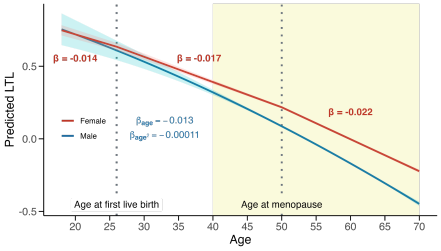 β = -0.014
β = -0.017
β = -0.022
Female
Male
βage = −0.013
βage² = −0.00011
Age at first live birth
Age at menopause
Predicted LTL
0.5
0.0
-0.5
20 25 30 35 40 45 50 55 60 65 70
Age